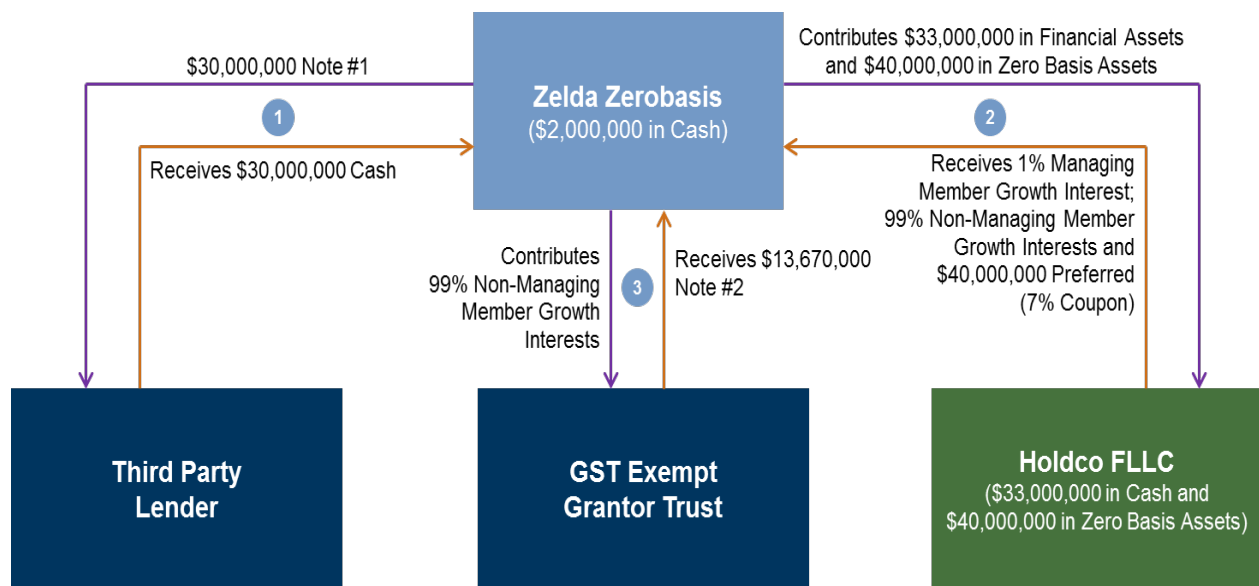 $30,000,000 Note #1
1
Receives $30,000,000 Cash
Zelda Zerobasis
($2,000,000 in Cash)
Contributes $33,000,000 in Financial Assets
and $40,000,000 in Zero Basis Assets
2
Receives 1% Managing
Member Growth Interest;
99% Non-Managing Member
Growth Interests and
$40,000,000 Preferred
(7% Coupon)
Contributes
99% Non-Managing
Member Growth
Interests
3
Receives $13,670,000
Note #2
Third Party
Lender
GST Exempt
Grantor Trust
Holdco FLLC
($33,000,000 in Cash and
$40,000,000 in Zero Basis Assets)